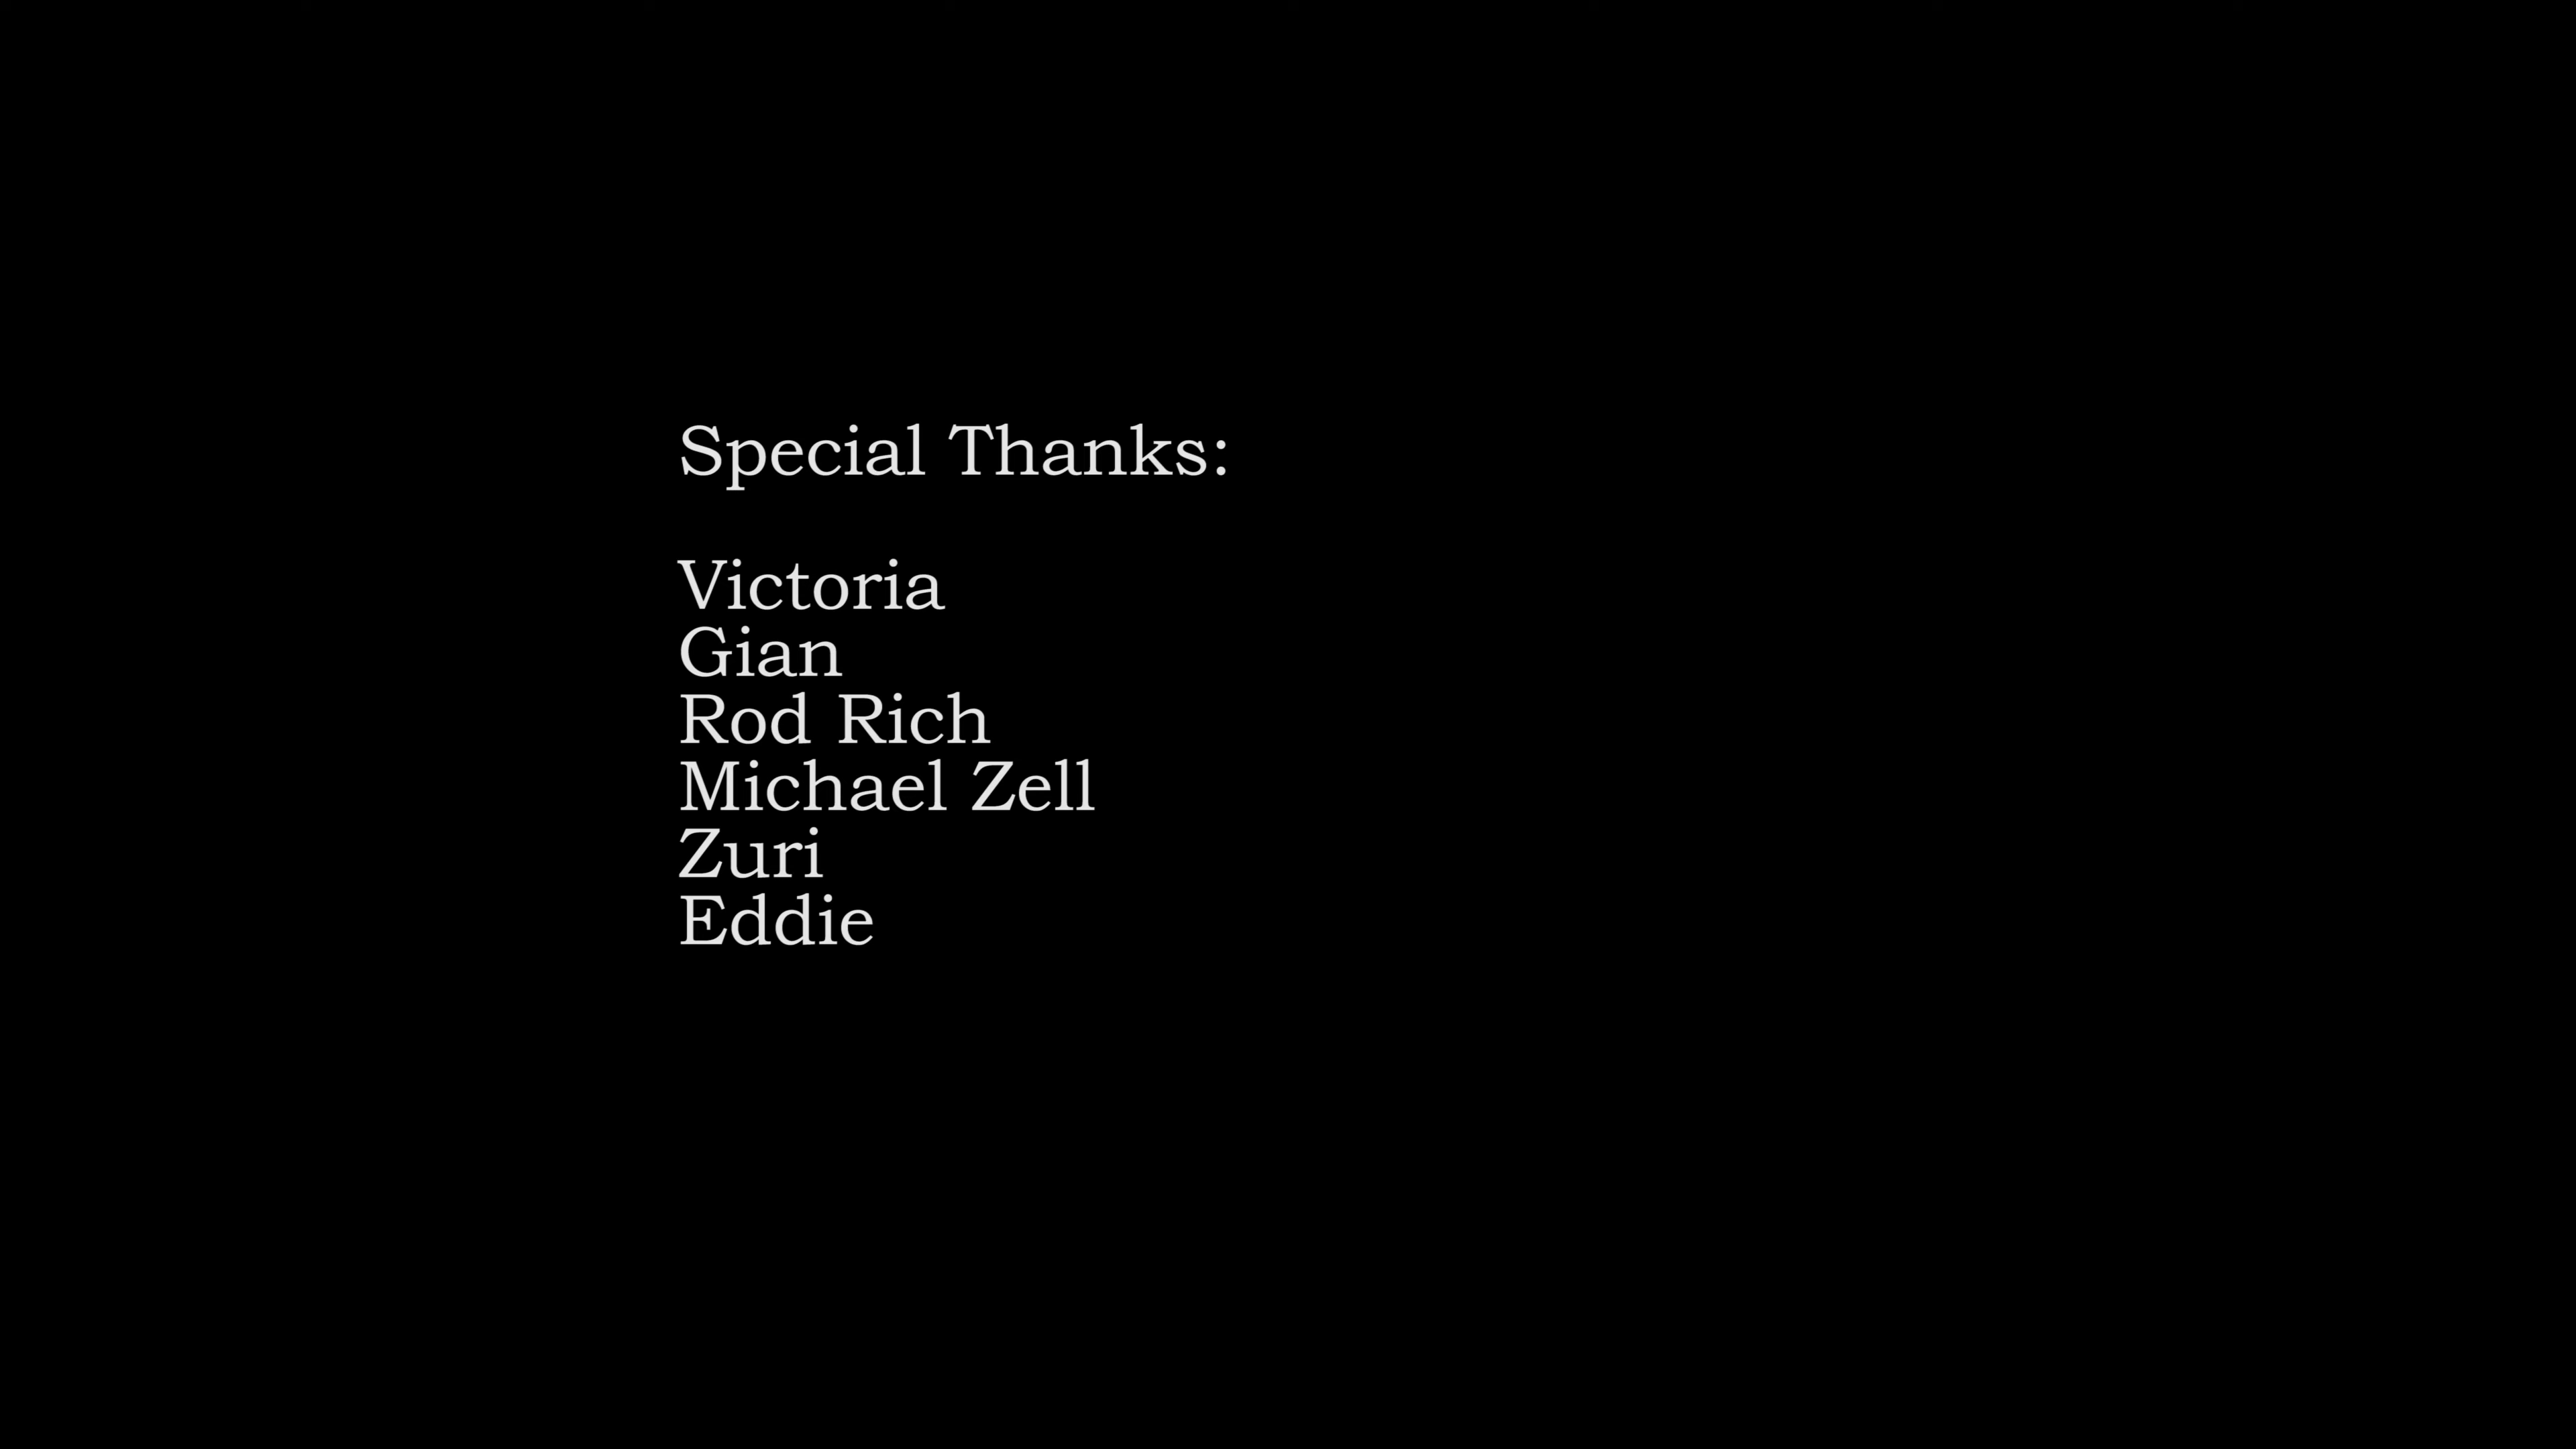 Special Thanks:
Victoria
Gian
Rod Rich
Michael Zell
Zuri
Eddie